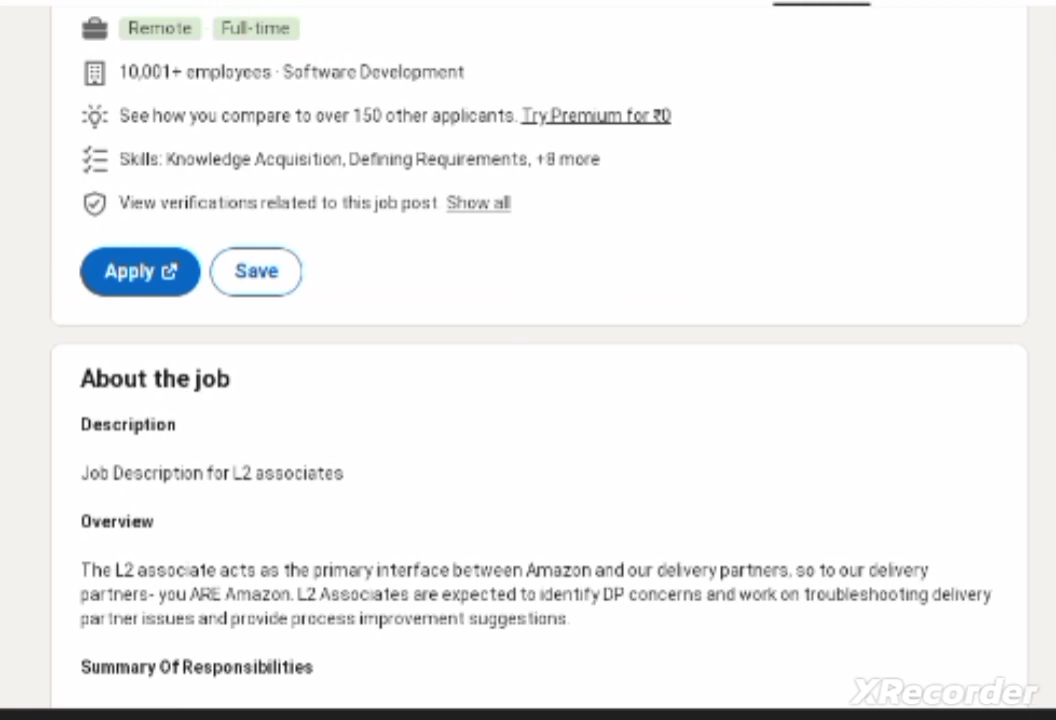 Remote Full-time
10,001+ employees · Software Development
See how you compare to over 150 other applicants. Try Premium for ₹0
Skills: Knowledge Acquisition, Defining Requirements, +8 more
View verifications related to this job post. Show all
Apply Save
About the job
Description
Job Description for L2 associates
Overview
The L2 associate acts as the primary interface between Amazon and our delivery partners, so to our delivery
partners- you ARE Amazon. L2 Associates are expected to identify DP concerns and work on troubleshooting delivery
partner issues and provide process improvement suggestions.
Summary Of Responsibilities
XRecorder